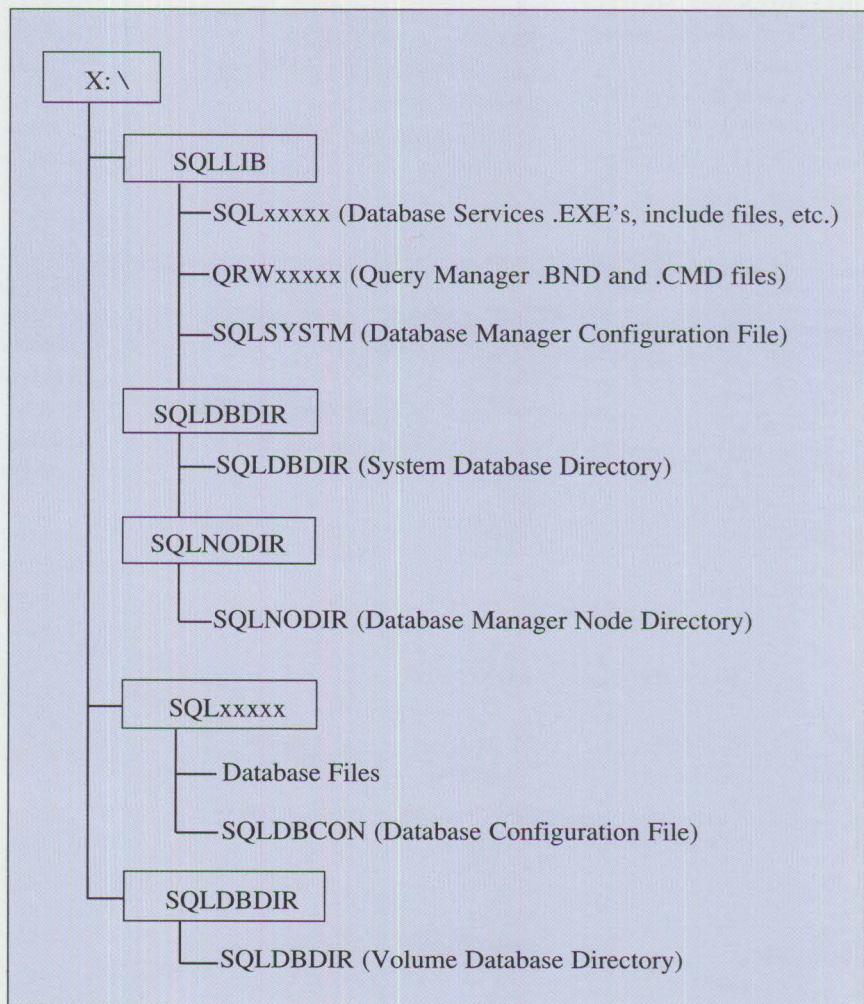 X: \
SQLLIB
SQLxxxxx (Database Services .EXE's, include files, etc.)
QRWxxxxx (Query Manager .BND and .CMD files)
SQLSYSTM (Database Manager Configuration File)
SQLDBDIR
SQLDBDIR (System Database Directory)
SQLNODIR
SQLNODIR (Database Manager Node Directory)
SQLxxxxx
Database Files
SQLDBCON (Database Configuration File)
SQLDBDIR
SQLDBDIR (Volume Database Directory)